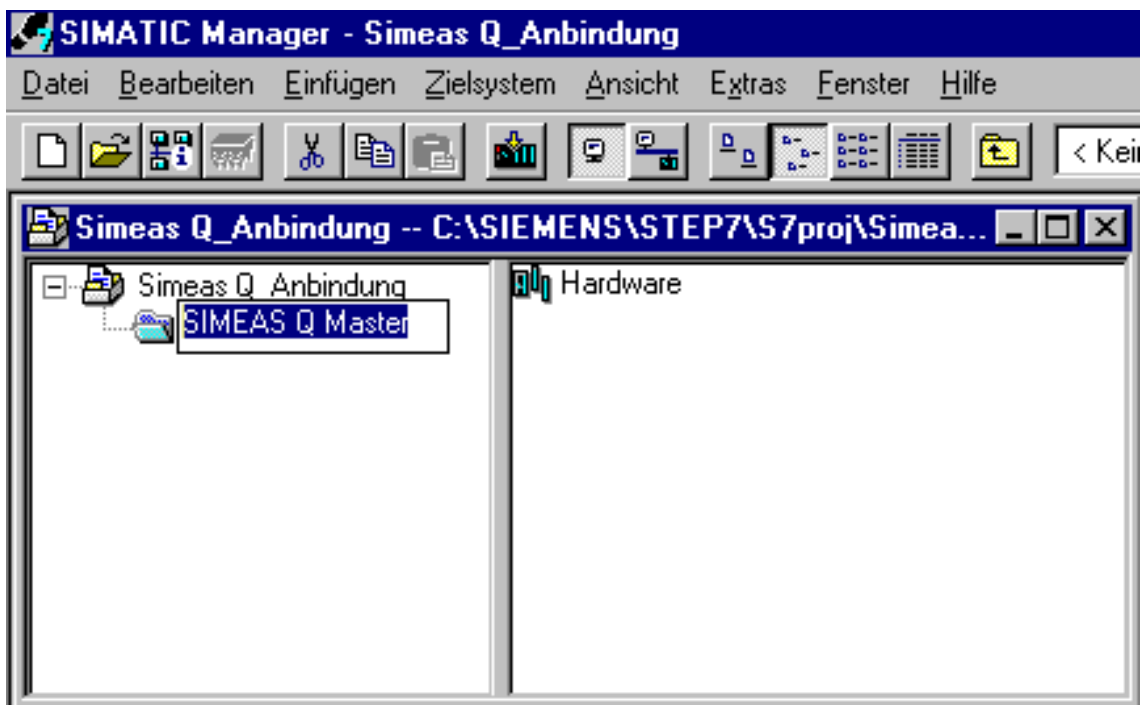 SIMATIC Manager - Simeas Q_Anbindung
Datei Bearbeiten Einfügen Zielsystem Ansicht Extras Fenster Hilfe
< Kei
Simeas Q_Anbindung -- C:\SIEMENS\STEP7\S7proj\Simea...
Simeas Q_Anbindung
Hardware
SIMEAS Q Master